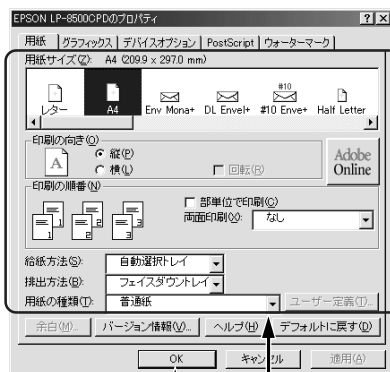 EPSON LP-8500CPDのプロパティ
用紙 グラフィックス デバイスオプション PostScript ウォーターマーク
用紙サイズ(Z): A4 (209.9 x 297.0 mm)
#10
レター A4 Env Mona+ DL Envel+ #10 Enve+ Half Letter
印刷の向き(O)
A 縦(P)
横(L) 回転(R)
Adobe Online
印刷の順番(N)
部単位で印刷(C)
両面印刷(X): なし
1 1 2 2 3 3
給紙方法(S): 自動選択トレイ
排出方法(B): フェイスダウントレイ
用紙の種類(T): 普通紙 ユーザー定義(I)...
余白(M)... バージョン情報(V)... ヘルプ(H) デフォルトに戻す(D)
OK キャンセル 適用(A)